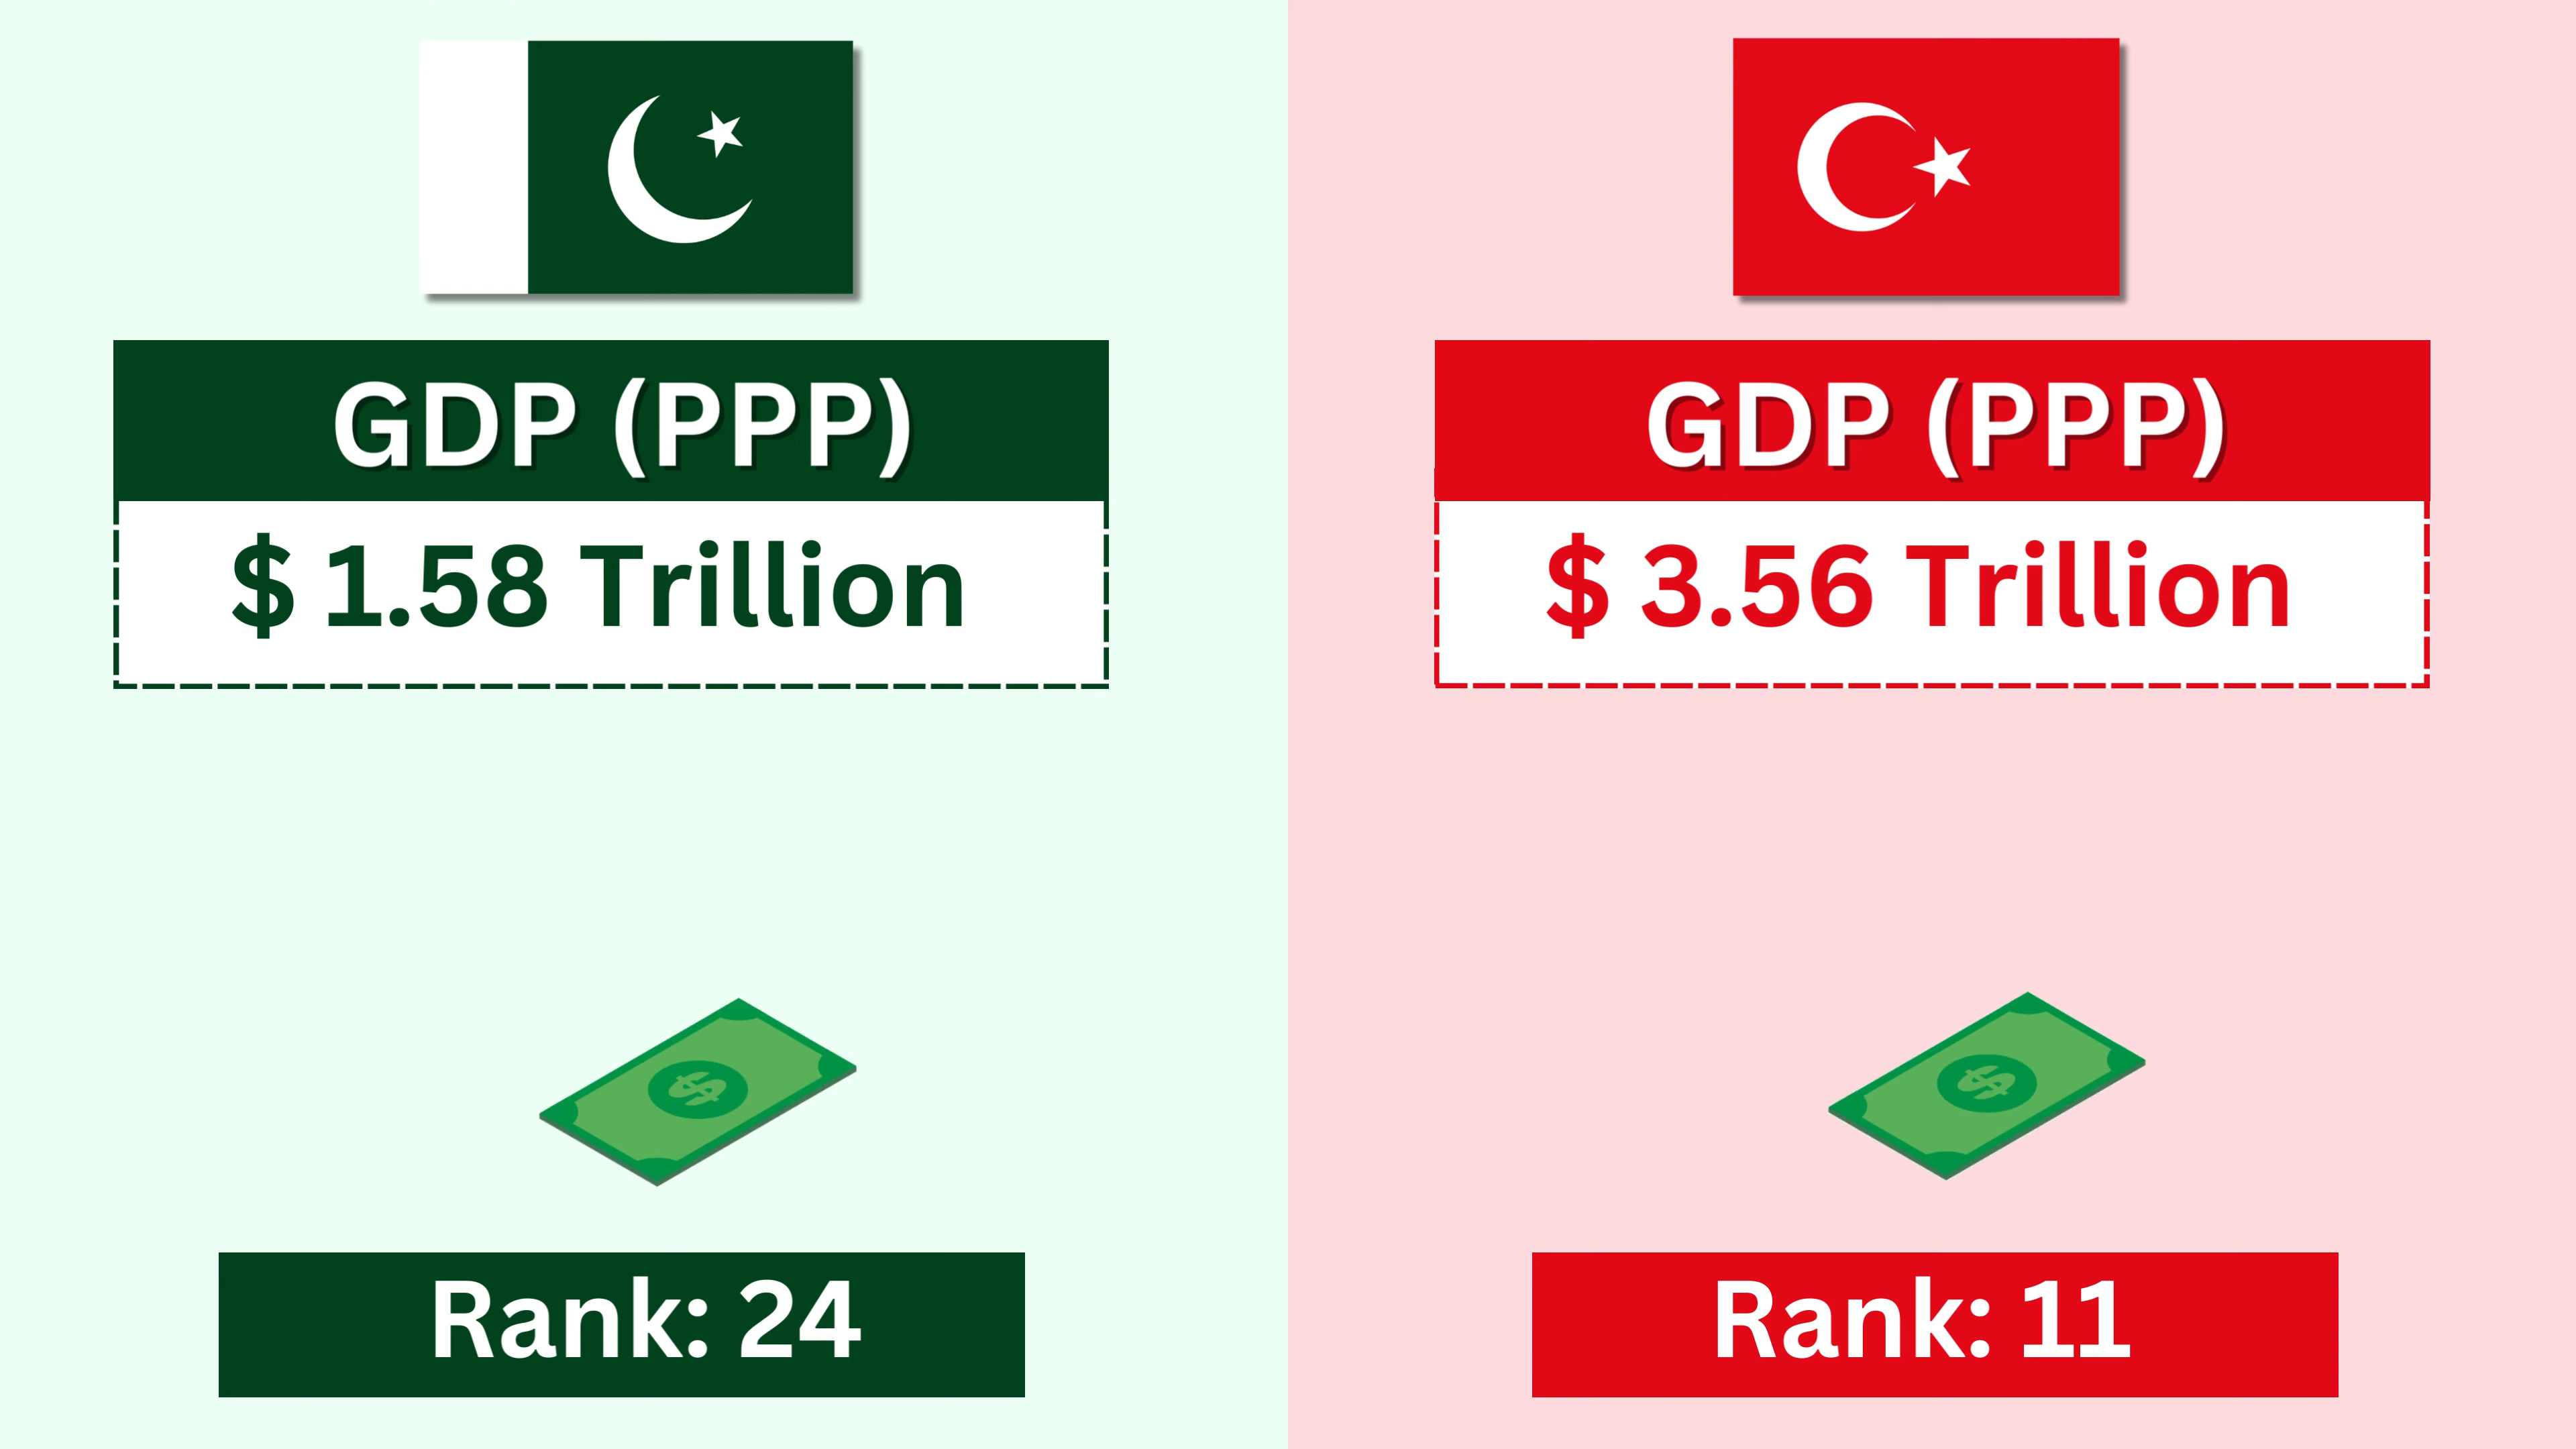 GDP (PPP)
$ 1.58 Trillion
Rank: 24
GDP (PPP)
$ 3.56 Trillion
Rank: 11